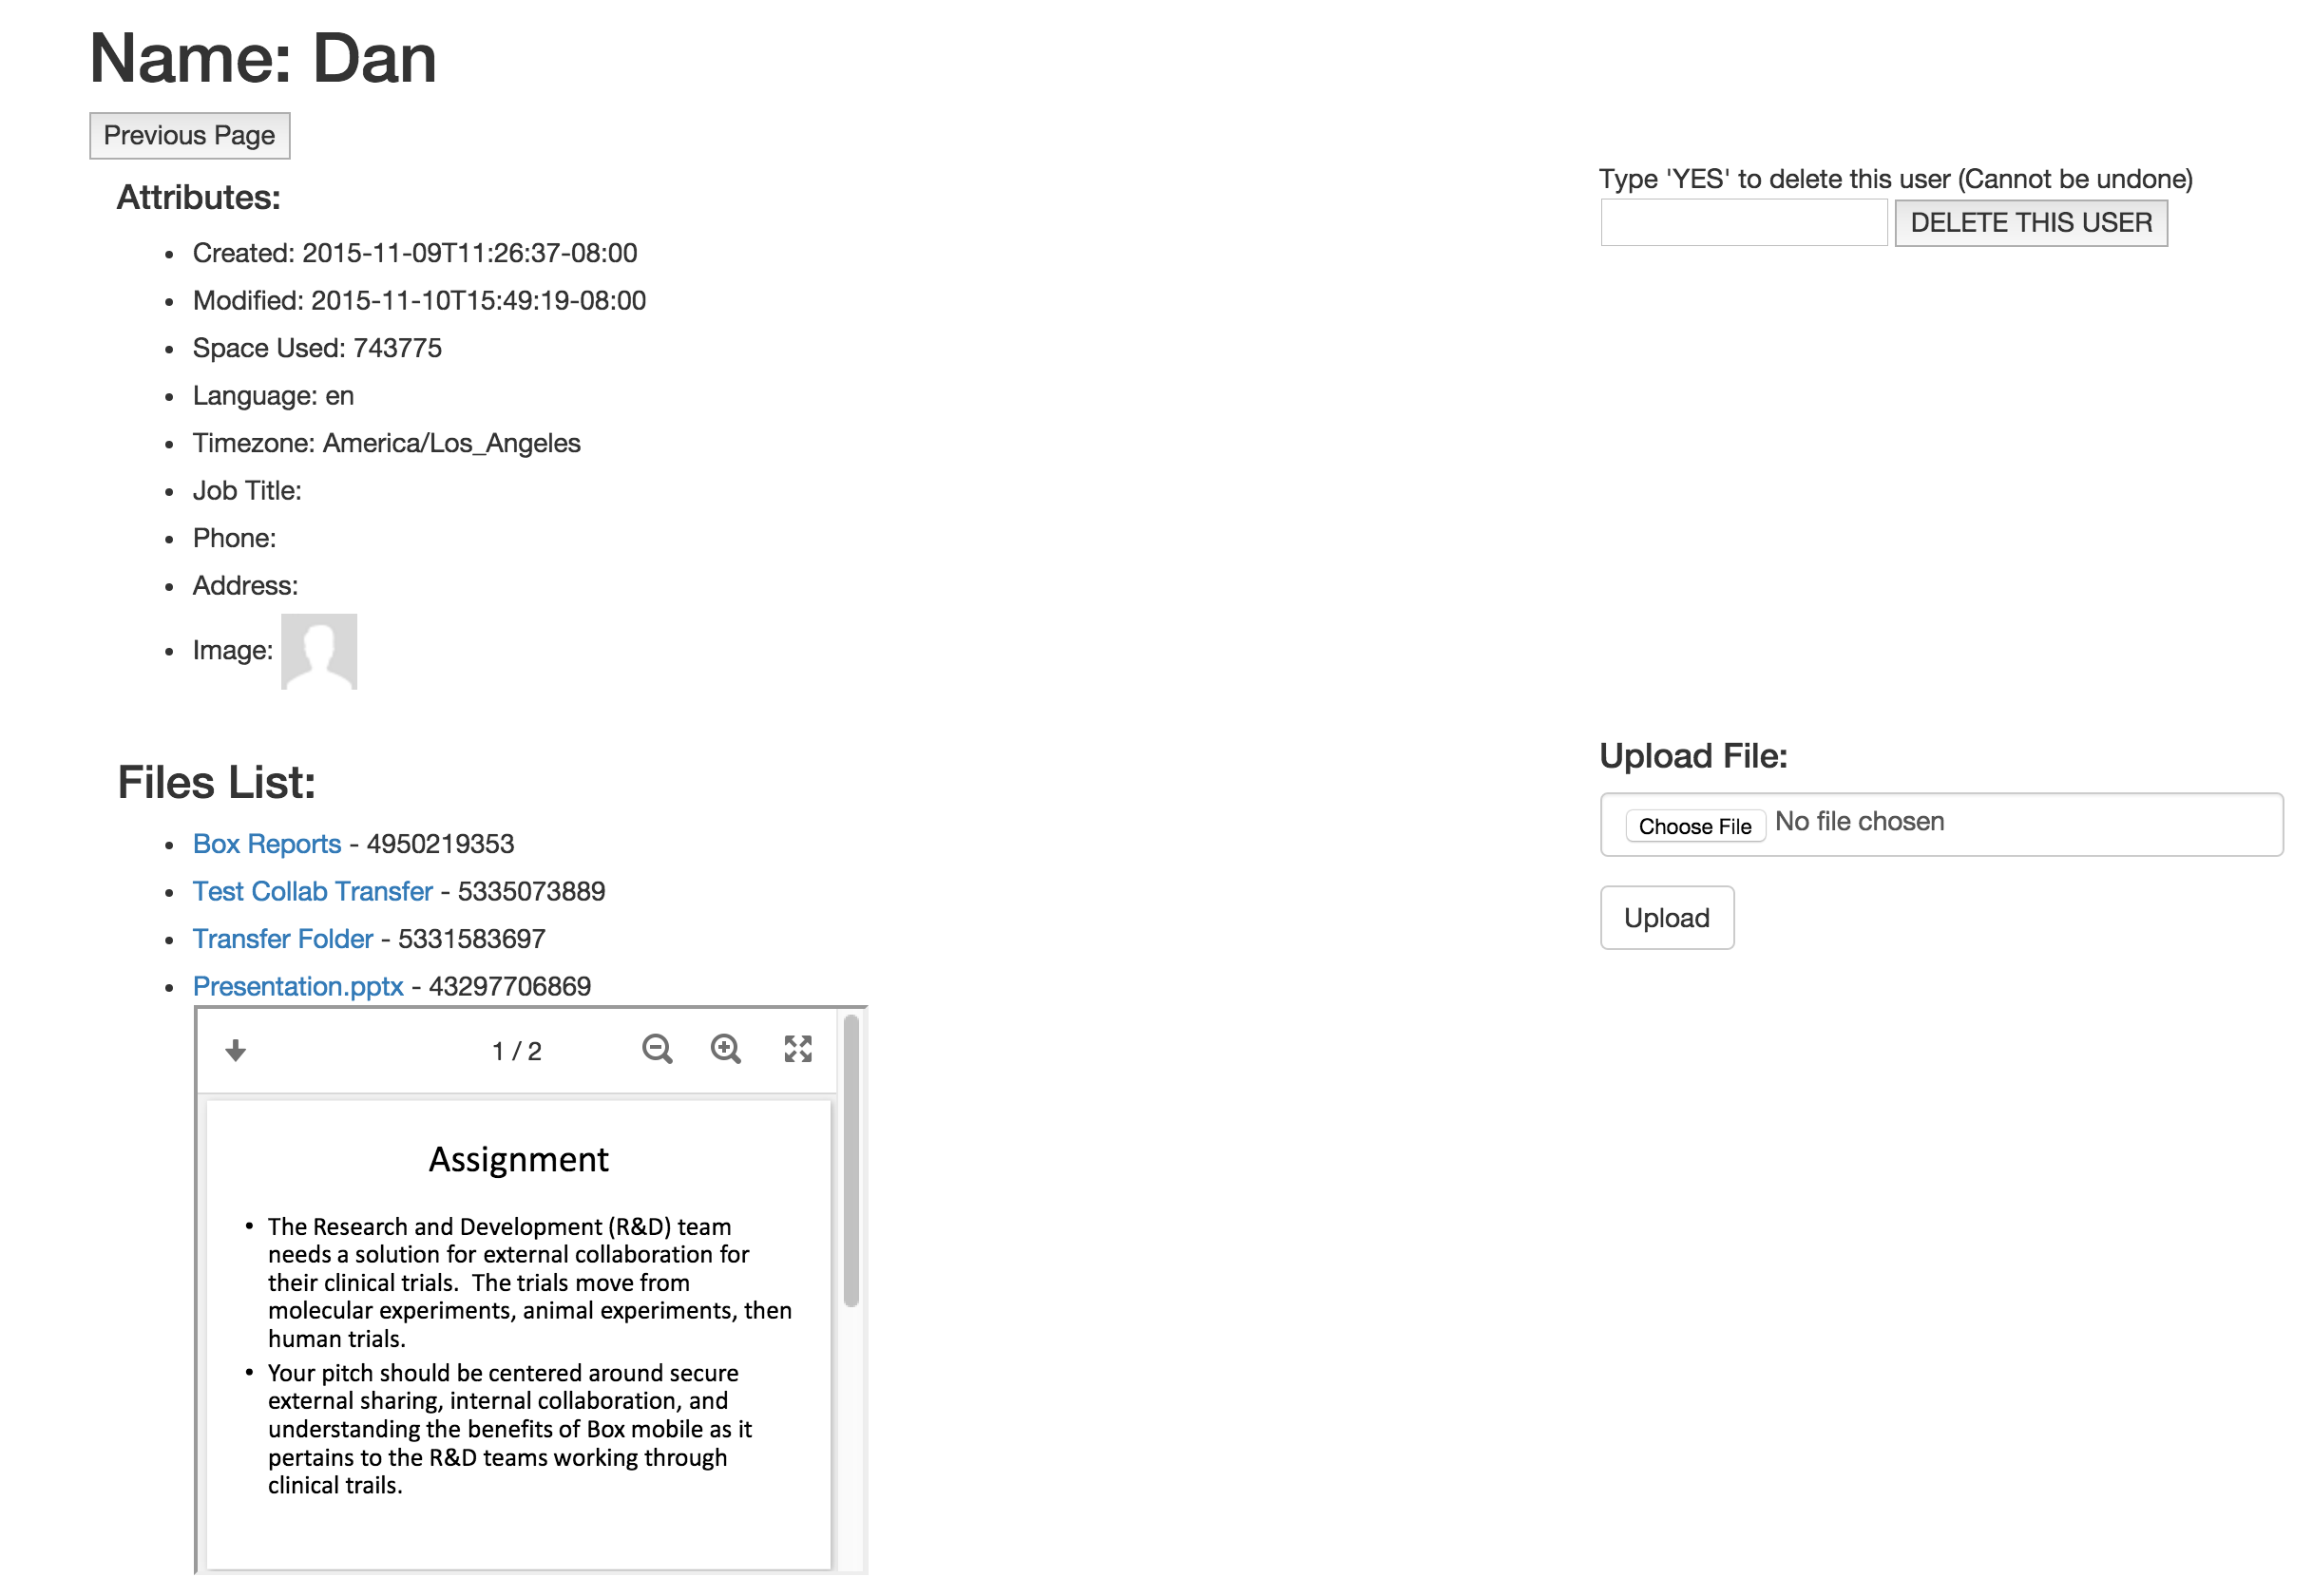 Name: Dan
Previous Page
Attributes:
Type 'YES' to delete this user (Cannot be undone)
DELETE THIS USER
• Created: 2015-11-09T11:26:37-08:00
• Modified: 2015-11-10T15:49:19-08:00
• Space Used: 743775
• Language: en
• Timezone: America/Los_Angeles
• Job Title:
• Phone:
• Address:
• Image:
Files List:
• Box Reports - 4950219353
• Test Collab Transfer - 5335073889
• Transfer Folder - 5331583697
• Presentation.pptx - 43297706869
Upload File:
Choose File No file chosen
Upload
1 / 2
Assignment
• The Research and Development (R&D) team
needs a solution for external collaboration for
their clinical trials.  The trials move from
molecular experiments, animal experiments, then
human trials.
• Your pitch should be centered around secure
external sharing, internal collaboration, and
understanding the benefits of Box mobile as it
pertains to the R&D teams working through
clinical trails.